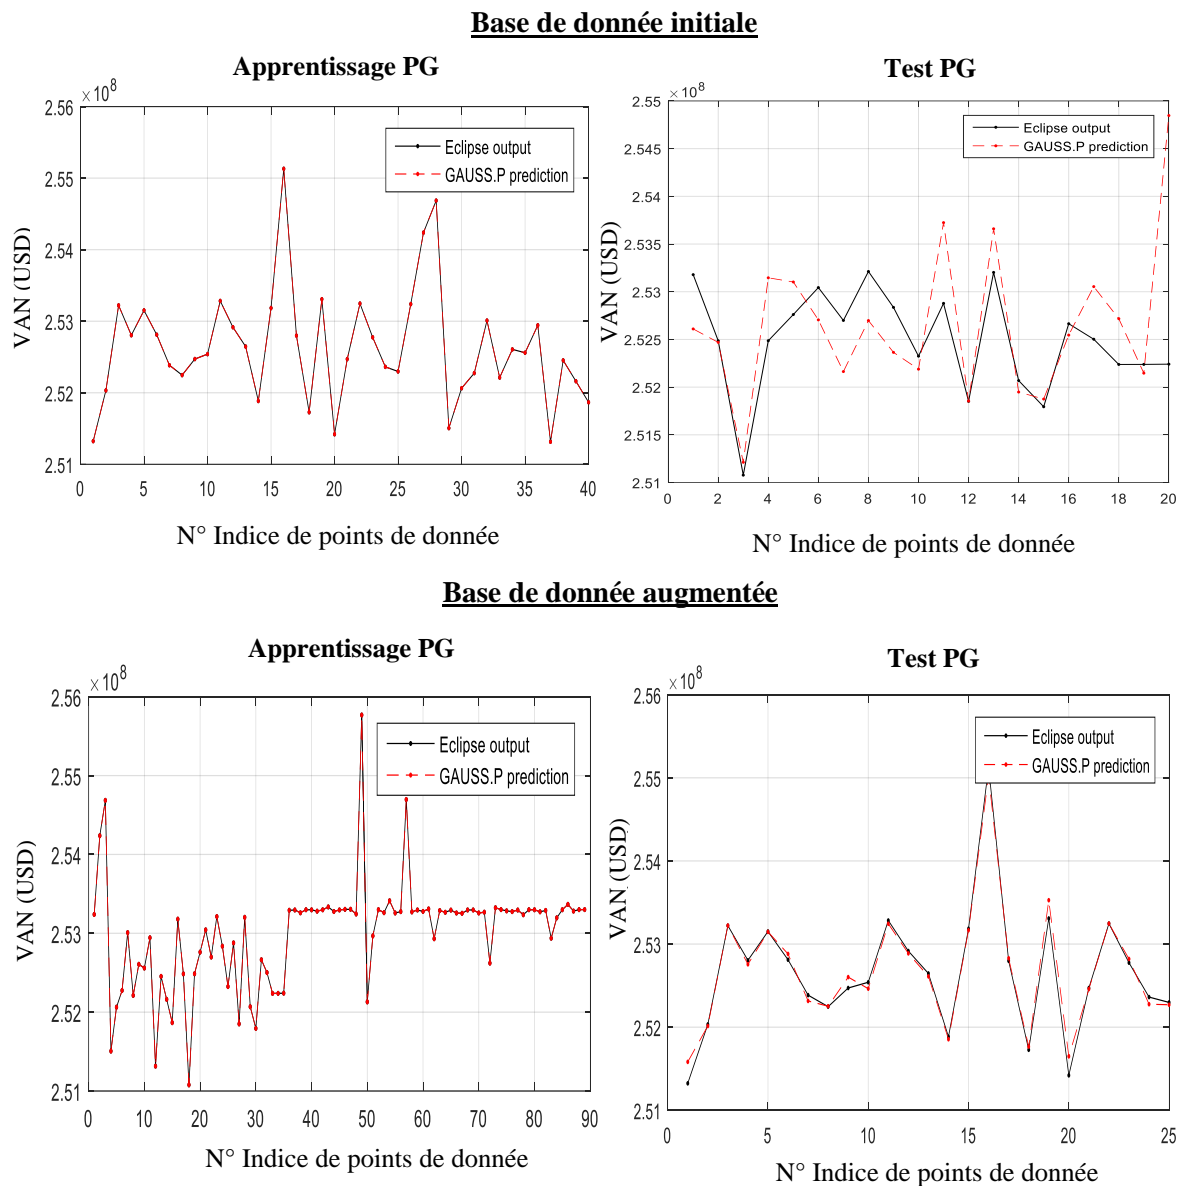 Base de donnée initiale
Apprentissage PG
Test PG
×10^8
2.56
2.55
2.54
2.53
2.52
2.51
VAN (USD)
Eclipse output
GAUSS.P prediction
0 5 10 15 20 25 30 35 40
N° Indice de points de donnée
×10^8
2.55
2.545
2.54
2.535
2.53
2.525
2.52
2.515
2.51
VAN (USD)
Eclipse output
GAUSS.P prediction
0 2 4 6 8 10 12 14 16 18 20
N° Indice de points de donnée
Base de donnée augmentée
Apprentissage PG
Test PG
×10^8
2.56
2.55
2.54
2.53
2.52
2.51
VAN (USD)
Eclipse output
GAUSS.P prediction
0 10 20 30 40 50 60 70 80 90
N° Indice de points de donnée
×10^8
2.56
2.55
2.54
2.53
2.52
2.51
VAN (USD)
Eclipse output
GAUSS.P prediction
0 5 10 15 20 25
N° Indice de points de donnée